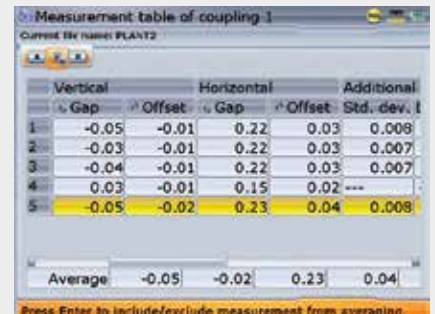 Measurement table of coupling 1
Current file name: PLANT2
Vertical Horizontal Additional
Gap Offset Gap Offset Std. dev.
1 -0.05 -0.01 0.22 0.03 0.008
2 -0.03 -0.01 0.22 0.03 0.007
3 -0.04 -0.01 0.22 0.03 0.007
4 0.03 -0.01 0.15 0.02 ---
5 -0.05 -0.02 0.23 0.04 0.008
Average -0.05 -0.02 0.23 0.04
Press Enter to include/exclude measurement from averaging